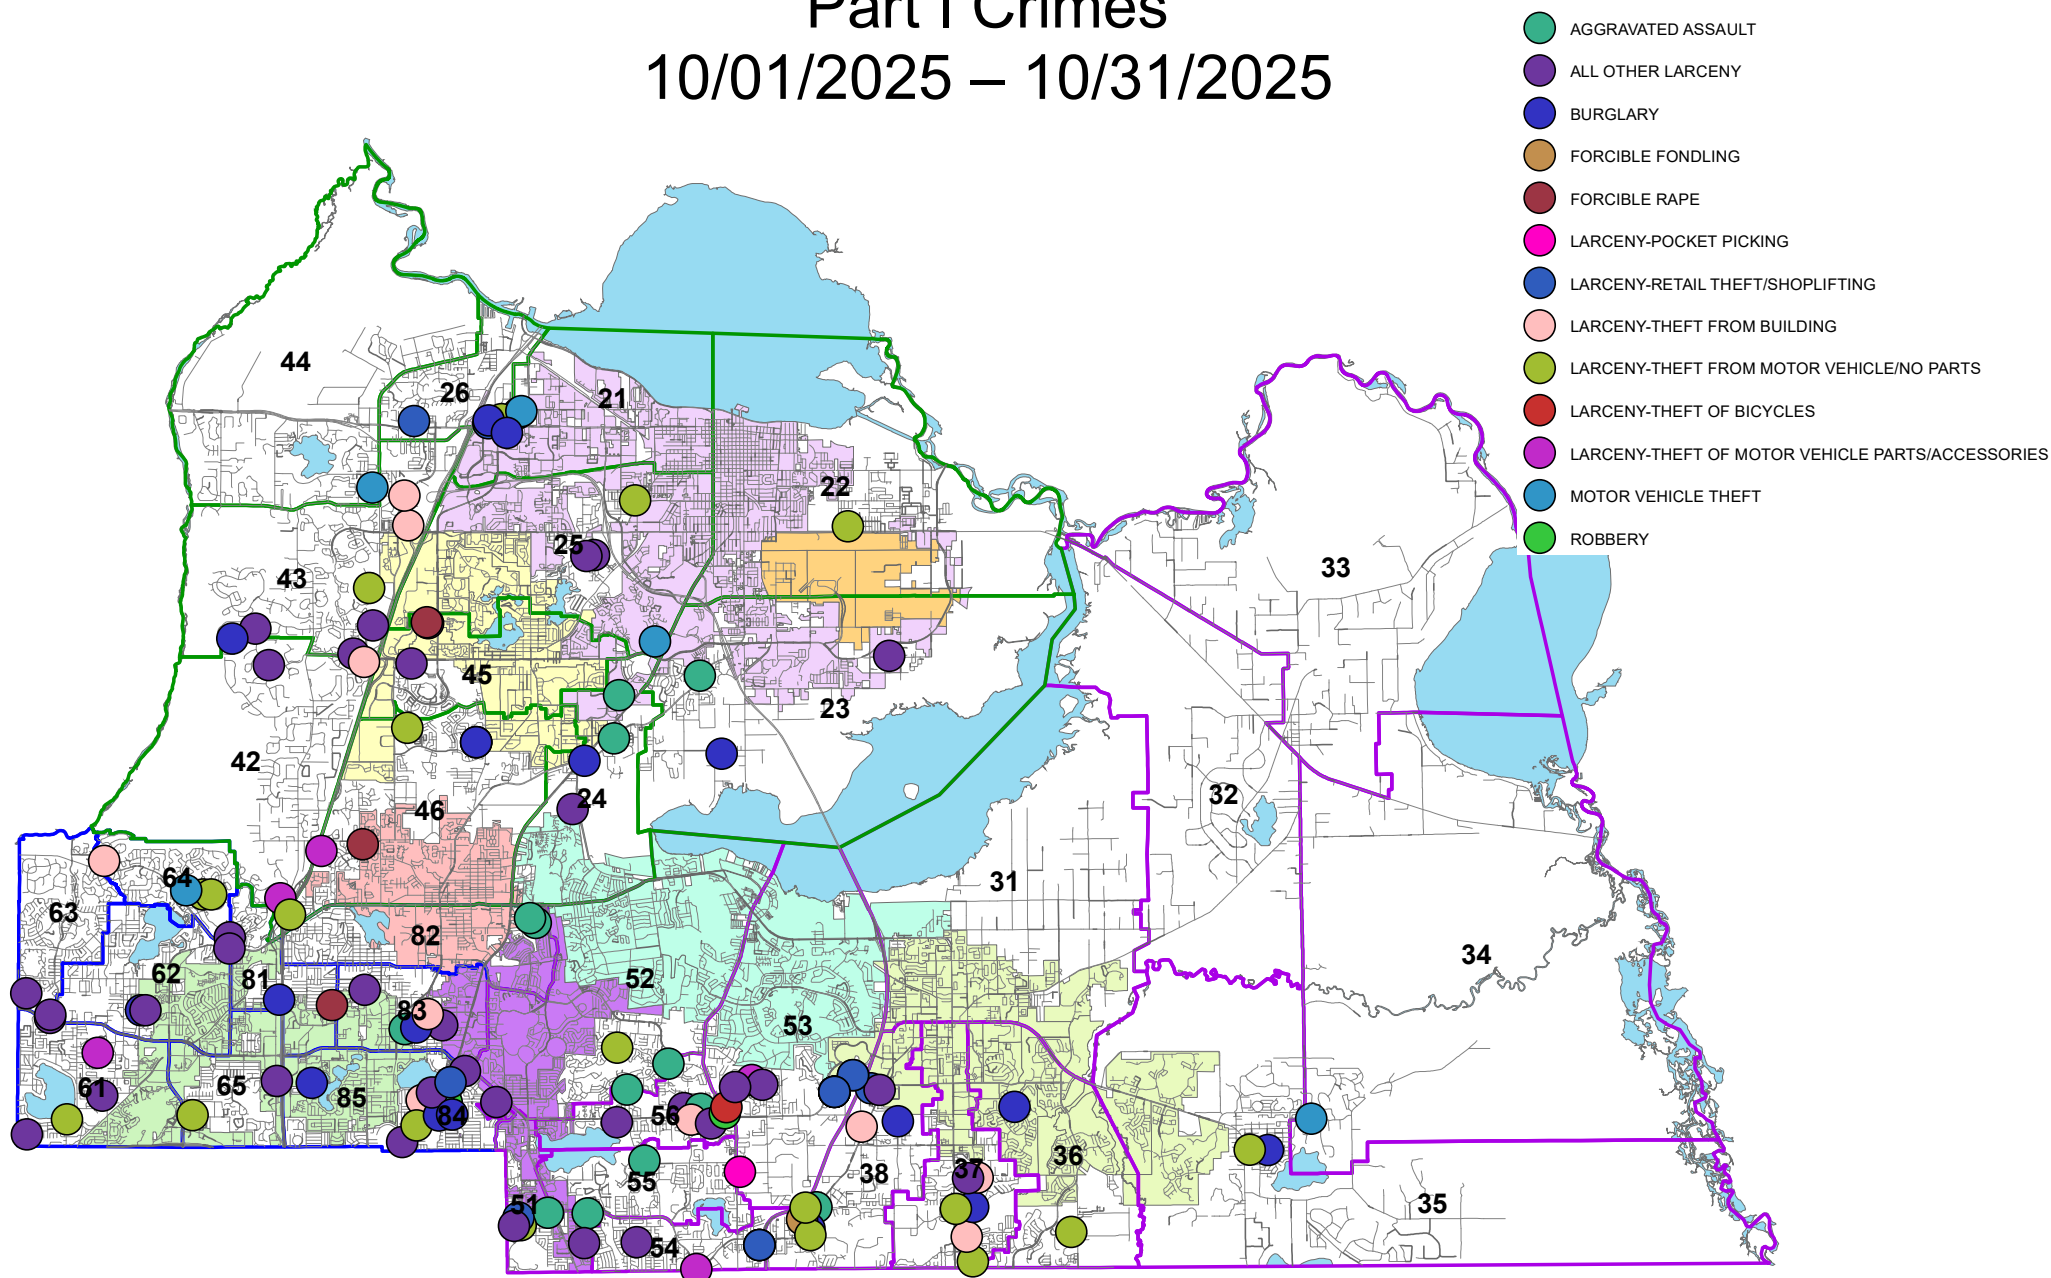 Part I Crimes
10/01/2025 – 10/31/2025
AGGRAVATED ASSAULT
ALL OTHER LARCENY
BURGLARY
FORCIBLE FONDLING
FORCIBLE RAPE
LARCENY-POCKET PICKING
LARCENY-RETAIL THEFT/SHOPLIFTING
LARCENY-THEFT FROM BUILDING
LARCENY-THEFT FROM MOTOR VEHICLE/NO PARTS
LARCENY-THEFT OF BICYCLES
LARCENY-THEFT OF MOTOR VEHICLE PARTS/ACCESSORIES
MOTOR VEHICLE THEFT
ROBBERY
44
26
21
22
25
33
43
45
23
42
24
32
46
64
31
63
82
34
62
81
52
83
53
61
65
85
84
56
37
36
38
55
51
35
54